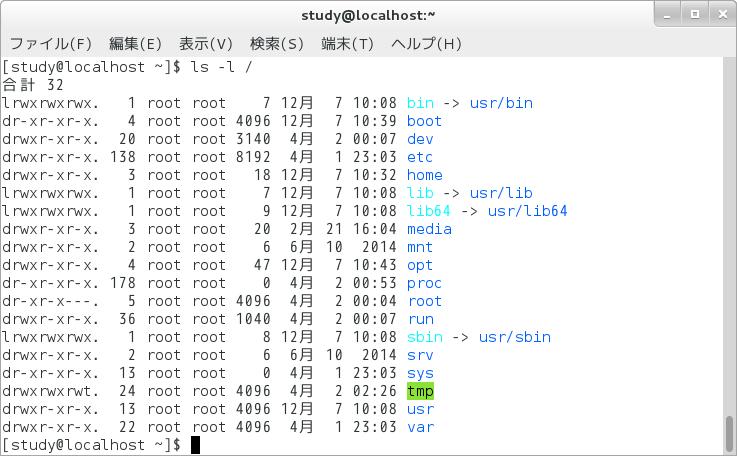 study@localhost:~
ファイル(F) 編集(E) 表示(V) 検索(S) 端末(T) ヘルプ(H)
[study@localhost ~]$ ls -l /
合計 32
lrwxrwxrwx.   1 root root    7 12月  7 10:08 bin -> usr/bin
dr-xr-xr-x.   4 root root 4096 12月  7 10:39 boot
drwxr-xr-x.  20 root root 3140  4月  2 00:07 dev
drwxr-xr-x. 138 root root 8192  4月  1 23:03 etc
drwxr-xr-x.   3 root root   18 12月  7 10:32 home
lrwxrwxrwx.   1 root root    7 12月  7 10:08 lib -> usr/lib
lrwxrwxrwx.   1 root root    9 12月  7 10:08 lib64 -> usr/lib64
drwxr-xr-x.   3 root root   20  2月 21 16:04 media
drwxr-xr-x.   2 root root    6  6月 10  2014 mnt
drwxr-xr-x.   4 root root   47 12月  7 10:43 opt
dr-xr-xr-x. 178 root root    0  4月  2 00:53 proc
dr-xr-x---.   5 root root 4096  4月  2 00:04 root
drwxr-xr-x.  36 root root 1040  4月  2 00:07 run
lrwxrwxrwx.   1 root root    8 12月  7 10:08 sbin -> usr/sbin
drwxr-xr-x.   2 root root    6  6月 10  2014 srv
dr-xr-xr-x.  13 root root    0  4月  1 23:03 sys
drwxrwxrwt.  24 root root 4096  4月  2 02:26 tmp
drwxr-xr-x.  13 root root 4096 12月  7 10:08 usr
drwxr-xr-x.  22 root root 4096  4月  1 23:03 var
[study@localhost ~]$